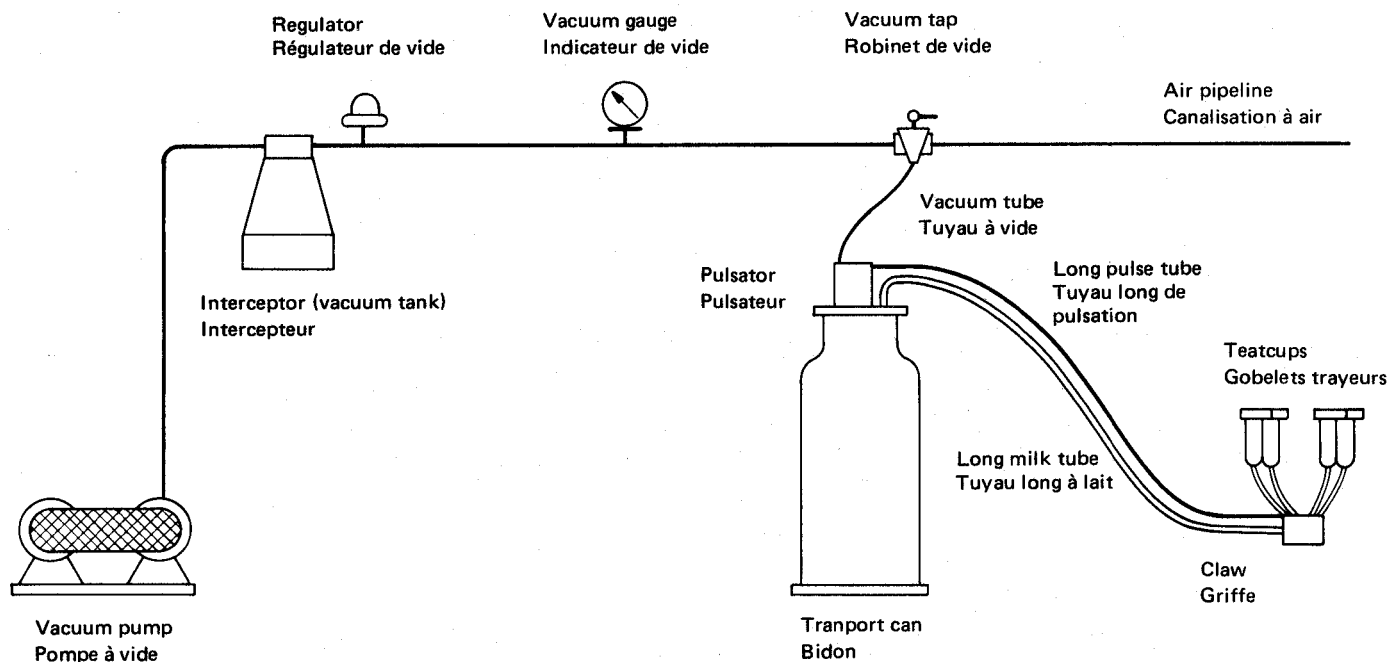 Regulator
Régulateur de vide
Vacuum gauge
Indicateur de vide
Vacuum tap
Robinet de vide
Air pipeline
Canalisation à air
Vacuum tube
Tuyau à vide
Interceptor (vacuum tank)
Intercepteur
Pulsator
Pulsateur
Long pulse tube
Tuyau long de
pulsation
Teatcups
Gobelets trayeurs
Long milk tube
Tuyau long à lait
Claw
Griffe
Vacuum pump
Pompe à vide
Tranport can
Bidon